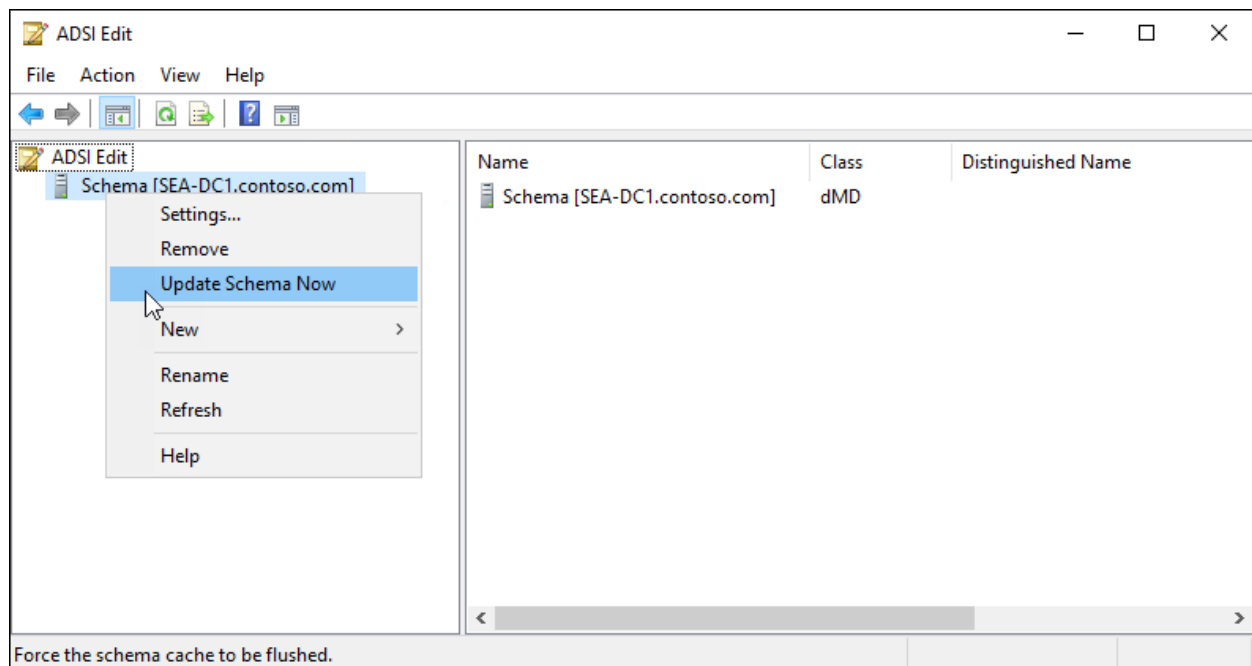 ADSI Edit
File Action View Help
ADSI Edit
Schema [SEA-DC1.contoso.com]
Settings...
Remove
Update Schema Now
New
Rename
Refresh
Help
Name Class Distinguished Name
Schema [SEA-DC1.contoso.com] dMD
Force the schema cache to be flushed.